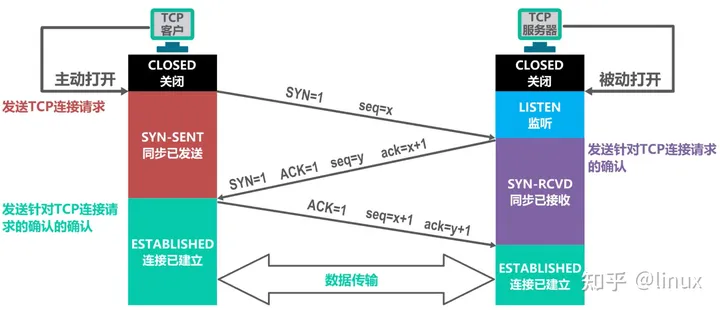 TCP
客户
TCP
服务器
CLOSED
关闭
CLOSED
关闭
主动打开
被动打开
发送TCP连接请求
SYN=1 seq=x
LISTEN
监听
SYN-SENT
同步已发送
发送针对TCP连接请求
的确认
SYN=1 ACK=1 seq=y ack=x+1
SYN-RCVD
同步已接收
发送针对TCP连接请
求的确认的确认
ACK=1 seq=x+1 ack=y+1
ESTABLISHED
连接已建立
数据传输
ESTABLISHED
连接已建立
知乎 @linux